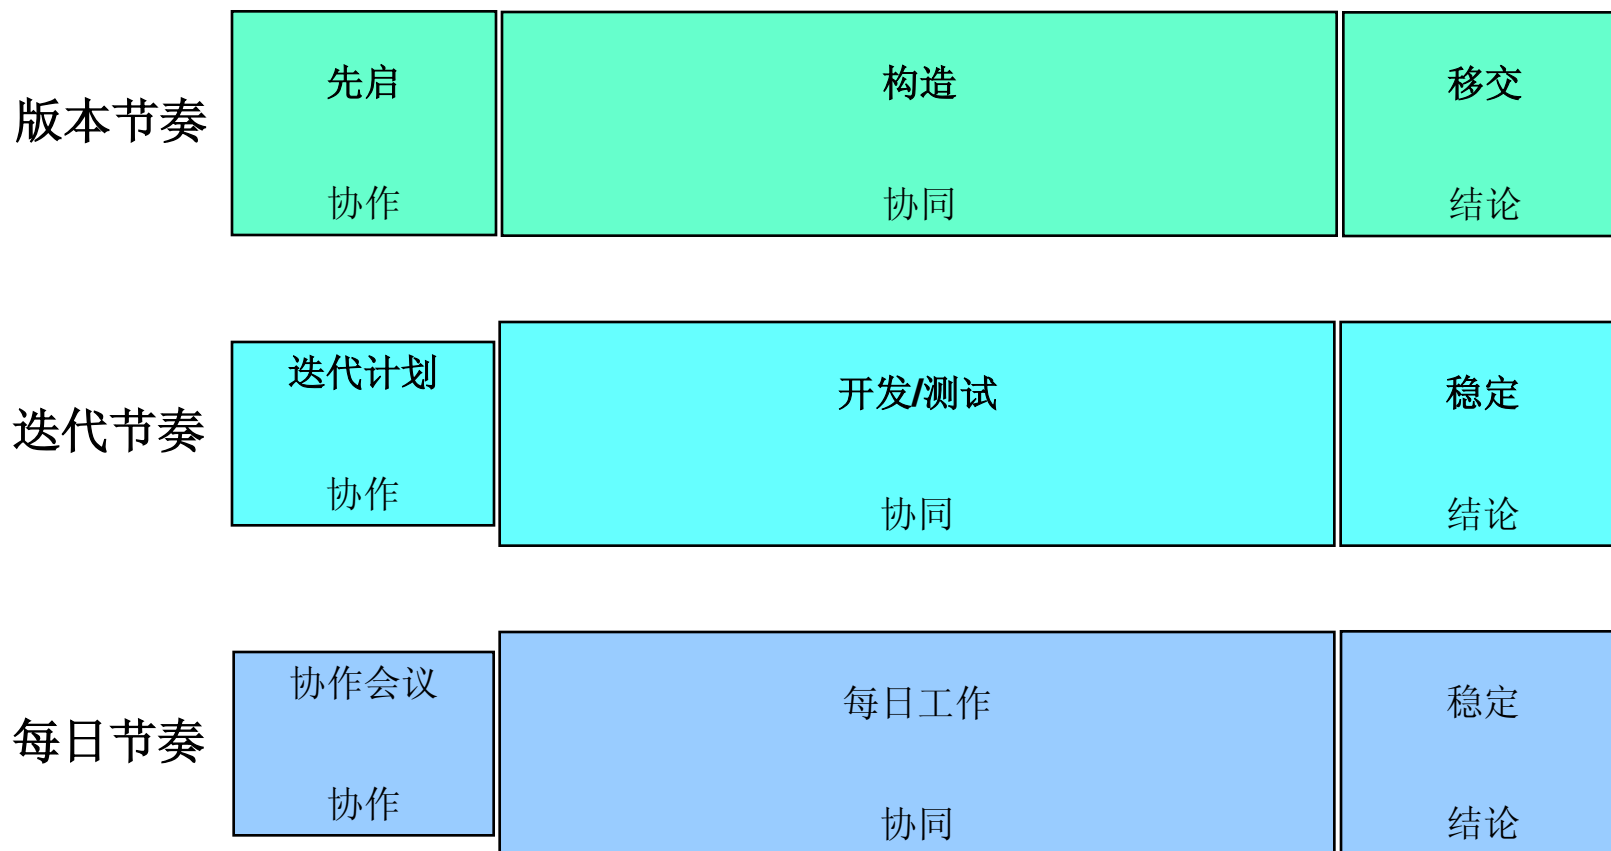 版本节奏
先启
协作
构造
协同
移交
结论
迭代节奏
迭代计划
协作
开发/测试
协同
稳定
结论
每日节奏
协作会议
协作
每日工作
协同
稳定
结论